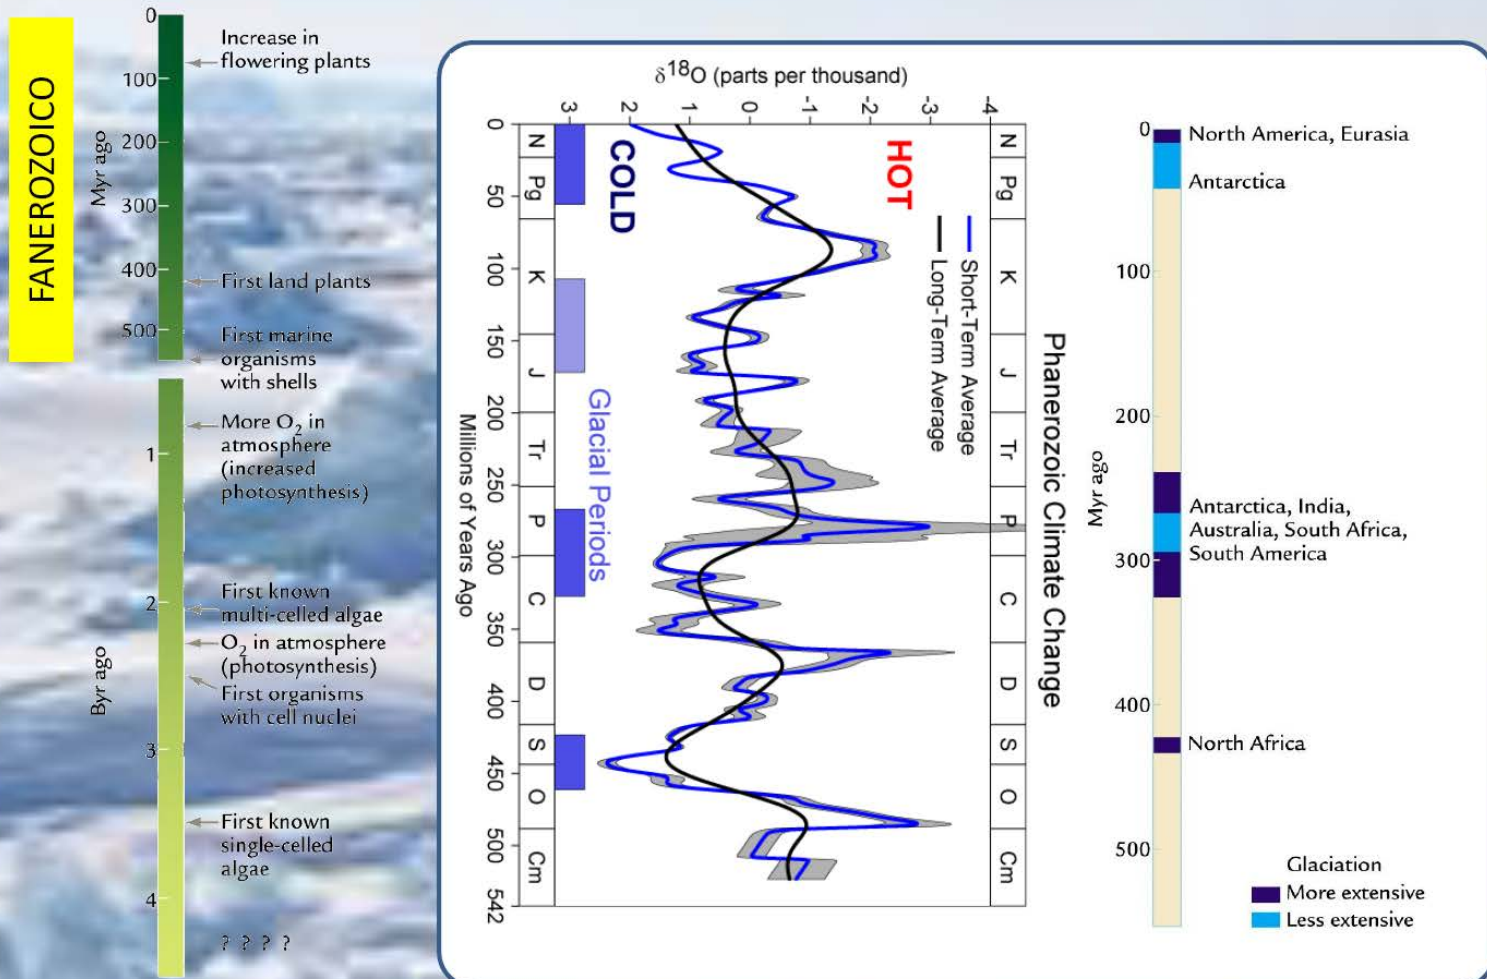 FANEROZOICO
0
100
200
300
400
500
Myr ago
Increase in
flowering plants
First land plants
First marine
organisms
with shells
More O₂ in
atmosphere
(increased
photosynthesis)
1
2
3
4
Byr ago
First known
multi-celled algae
O₂ in atmosphere
(photosynthesis)
First organisms
with cell nuclei
First known
single-celled
algae
? ? ? ?
Phanerozoic Climate Change
δ¹⁸O (parts per thousand)
3 2 1 0 -1 -2 -3 -4
HOT
COLD
Short-Term Average
Long-Term Average
Glacial Periods
N Pg K J Tr P C D S O Cm
N Pg K J Tr P C D S O Cm
0 50 100 150 200 250 300 350 400 450 500 542
Millions of Years Ago
0
100
200
300
400
500
Myr ago
North America, Eurasia
Antarctica
Antarctica, India,
Australia, South Africa,
South America
North Africa
Glaciation
More extensive
Less extensive